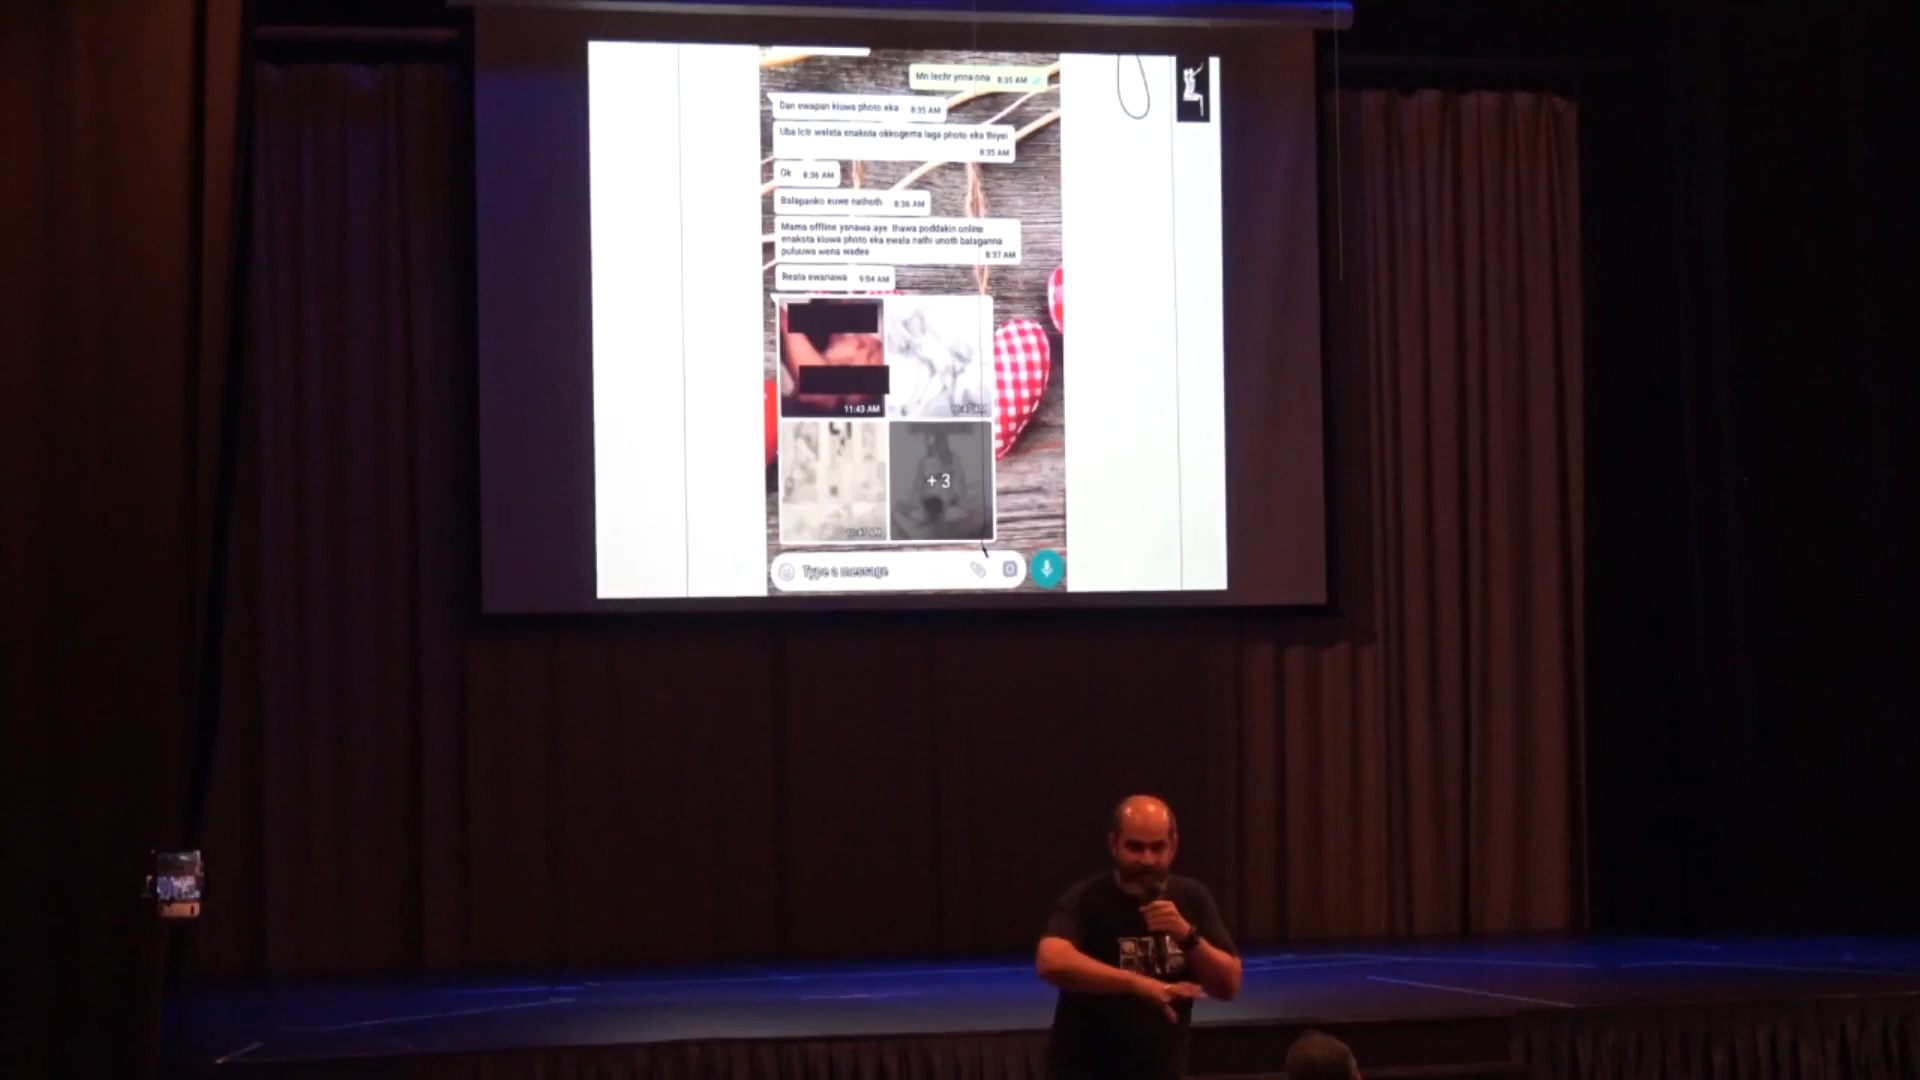 Mn lechr ynna one 8:35 AM
Dan ewapan kiuwa photo eka 8:35 AM
Uba lctr welata enakota okkogema laga photo eka thiyei
8:35 AM
Ok 8:36 AM
Balapanko euwe nathoth 8:36 AM
Mama offline yanawa aye thawa poddakin online
enakota kiuwa photo eka ewala nathi unoth balaganna
puluuwa wena wadee 8:37 AM
Reata ewanawa 9:04 AM
11:43 AM
+ 3
Type a message